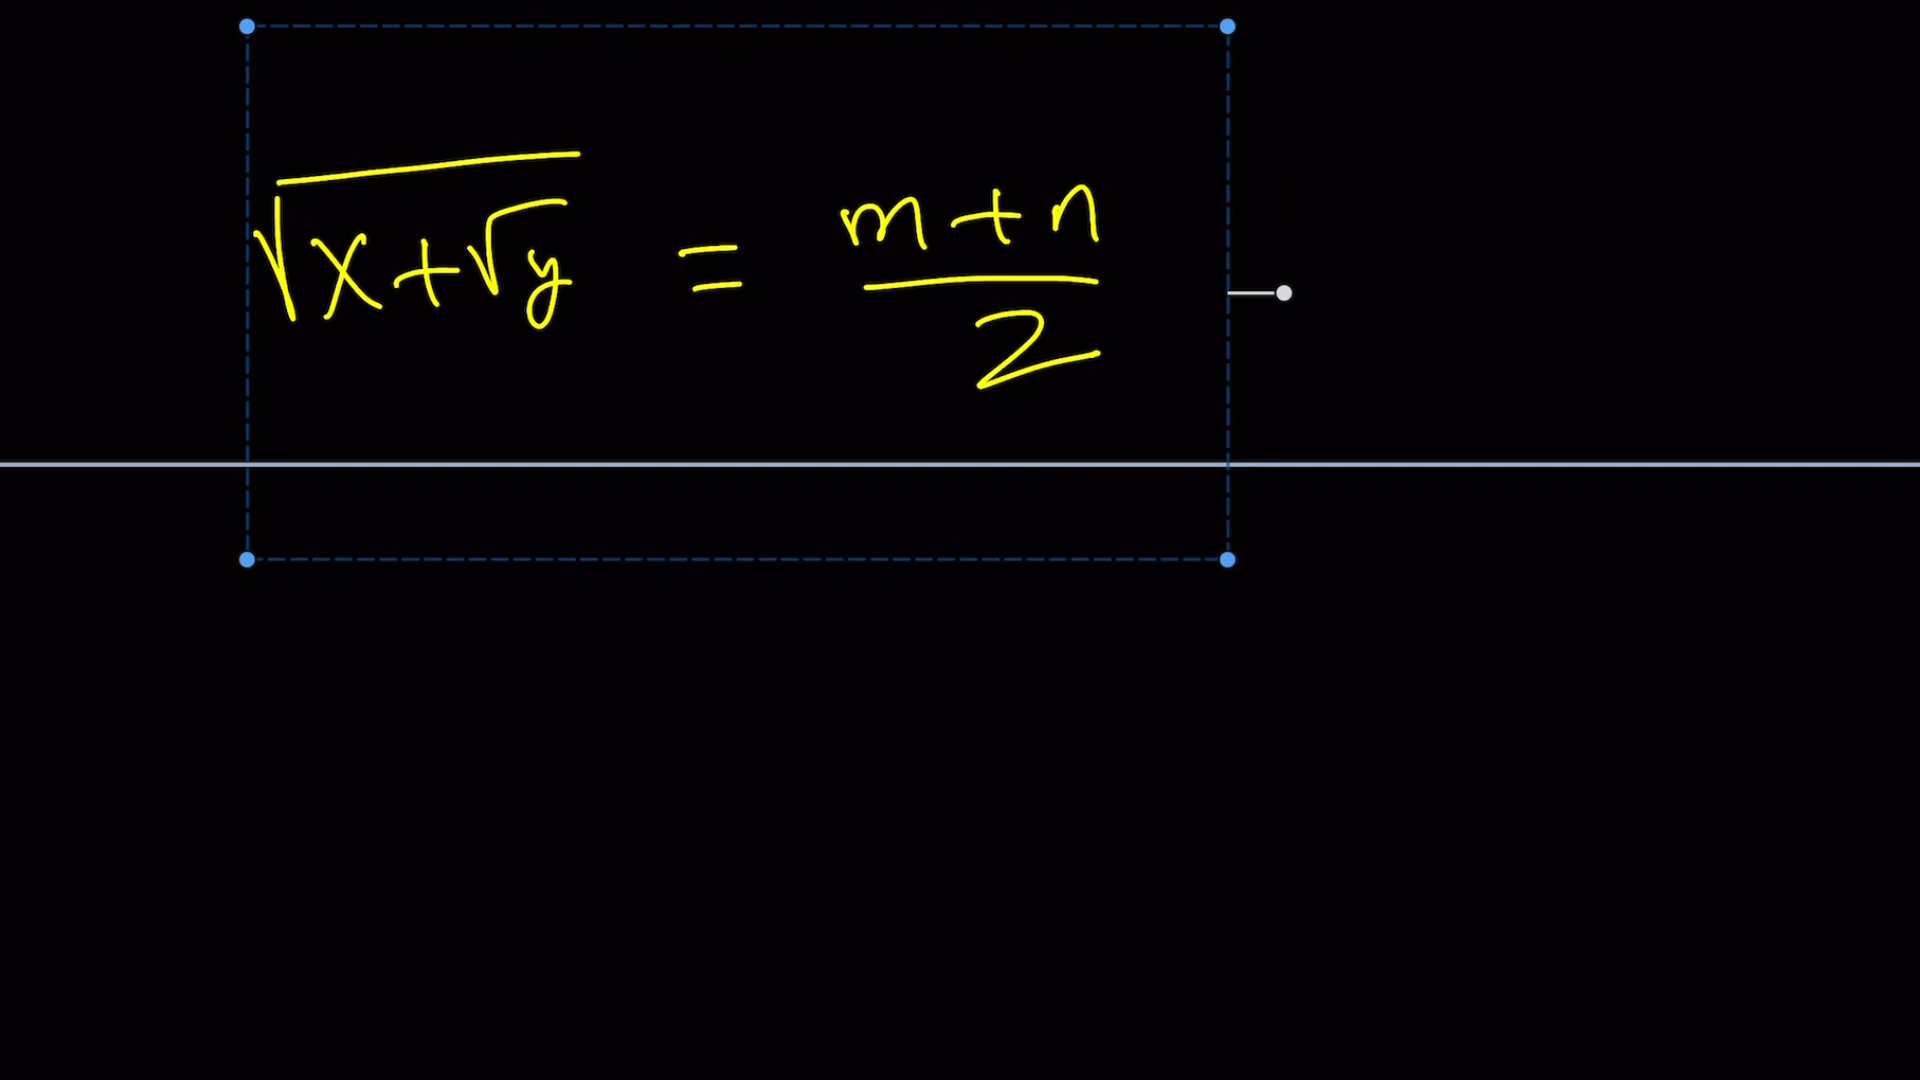 √(x+√y) = (m+n)/2